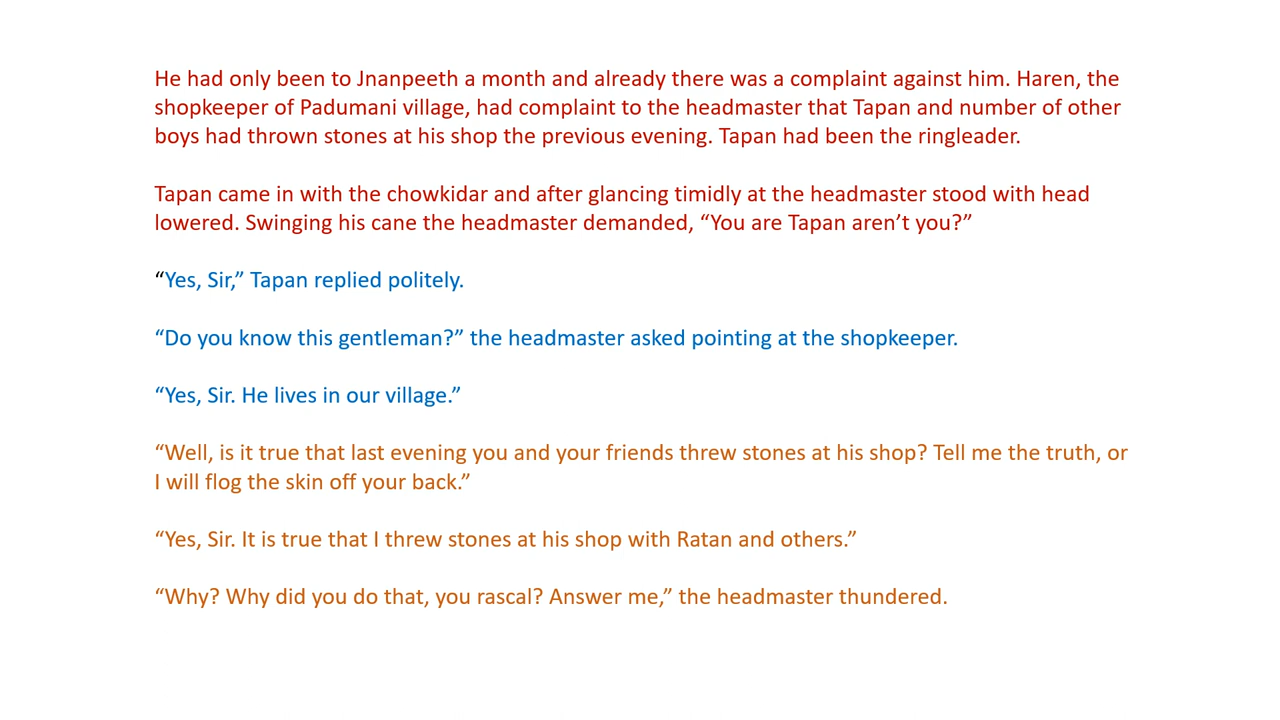 He had only been to Jnanpeeth a month and already there was a complaint against him. Haren, the
shopkeeper of Padumani village, had complaint to the headmaster that Tapan and number of other
boys had thrown stones at his shop the previous evening. Tapan had been the ringleader.
Tapan came in with the chowkidar and after glancing timidly at the headmaster stood with head
lowered. Swinging his cane the headmaster demanded, “You are Tapan aren’t you?”
“Yes, Sir,” Tapan replied politely.
“Do you know this gentleman?” the headmaster asked pointing at the shopkeeper.
“Yes, Sir. He lives in our village.”
“Well, is it true that last evening you and your friends threw stones at his shop? Tell me the truth, or
I will flog the skin off your back.”
“Yes, Sir. It is true that I threw stones at his shop with Ratan and others.”
“Why? Why did you do that, you rascal? Answer me,” the headmaster thundered.